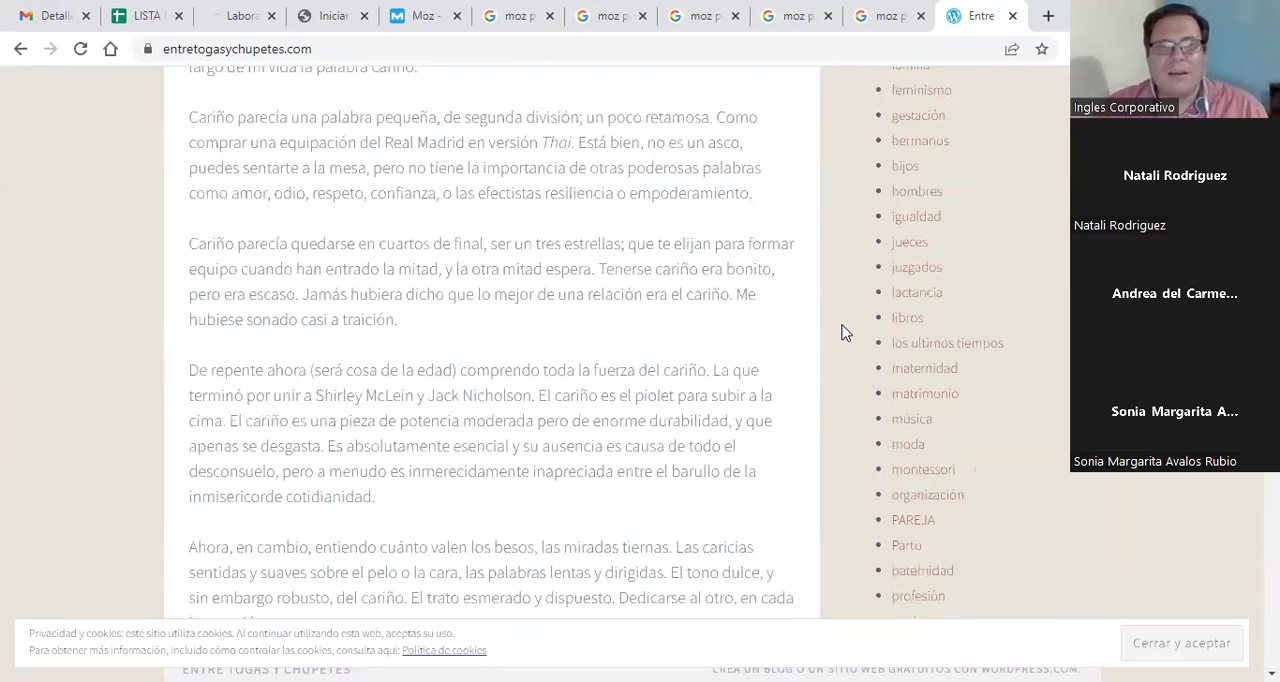 Detalle
LISTA
Labora
Iniciar
Moz -
moz p
moz p
moz p
moz p
moz p
Entre
entretogasychupetes.com
largo de mi vida la palabra cariño.
Cariño parecía una palabra pequeña, de segunda división; un poco retamosa. Como
comprar una equipación del Real Madrid en versión Thai. Está bien, no es un asco,
puedes sentarte a la mesa, pero no tiene la importancia de otras poderosas palabras
como amor, odio, respeto, confianza, o las efectistas resiliencia o empoderamiento.
Cariño parecía quedarse en cuartos de final, ser un tres estrellas; que te elijan para formar
equipo cuando han entrado la mitad, y la otra mitad espera. Tenerse cariño era bonito,
pero era escaso. Jamás hubiera dicho que lo mejor de una relación era el cariño. Me
hubiese sonado casi a traición.
De repente ahora (será cosa de la edad) comprendo toda la fuerza del cariño. La que
terminó por unir a Shirley McLein y Jack Nicholson. El cariño es el piolet para subir a la
cima. El cariño es una pieza de potencia moderada pero de enorme durabilidad, y que
apenas se desgasta. Es absolutamente esencial y su ausencia es causa de todo el
desconsuelo, pero a menudo es inmerecidamente inapreciada entre el barullo de la
inmisericorde cotidianidad.
Ahora, en cambio, entiendo cuánto valen los besos, las miradas tiernas. Las caricias
sentidas y suaves sobre el pelo o la cara, las palabras lentas y dirigidas. El tono dulce, y
sin embargo robusto, del cariño. El trato esmerado y dispuesto. Dedicarse al otro, en cada
familia
feminismo
gestación
hermanos
hijos
hombres
igualdad
jueces
juzgados
lactancia
libros
los ultimos tiempos
maternidad
matrimonio
música
moda
montessori
organización
PAREJA
Parto
paternidad
profesión
Ingles Corporativo
Natali Rodriguez
Natali Rodriguez
Andrea del Carme...
Sonia Margarita A...
Sonia Margarita Avalos Rubio
Privacidad y cookies: este sitio utiliza cookies. Al continuar utilizando esta web, aceptas su uso.
Para obtener más información, incluido cómo controlar las cookies, consulta aquí: Política de cookies
Cerrar y aceptar
ENTRE TOGAS Y CHUPETES
CREA UN BLOG O UN SITIO WEB GRATUITOS CON WORDPRESS.COM.